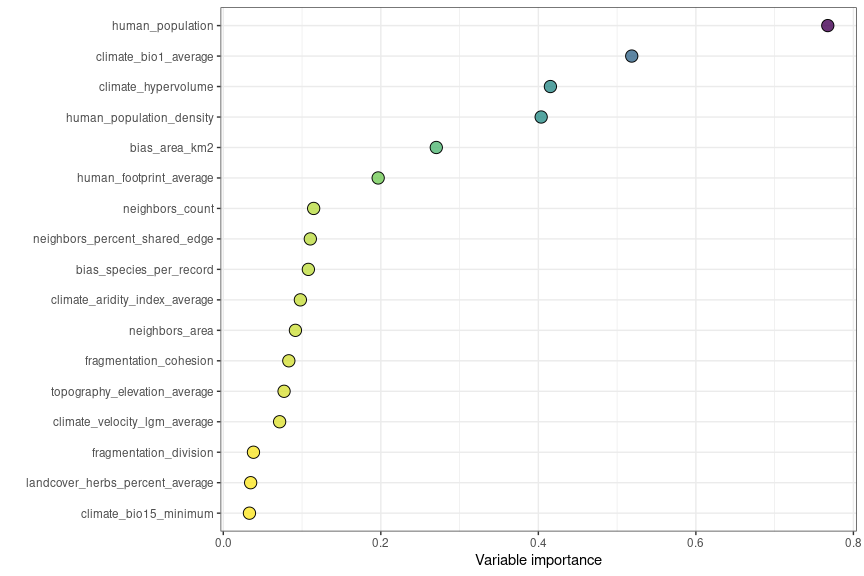 human_population
climate_bio1_average
climate_hypervolume
human_population_density
bias_area_km2
human_footprint_average
neighbors_count
neighbors_percent_shared_edge
bias_species_per_record
climate_aridity_index_average
neighbors_area
fragmentation_cohesion
topography_elevation_average
climate_velocity_lgm_average
fragmentation_division
landcover_herbs_percent_average
climate_bio15_minimum
0.0 0.2 0.4 0.6 0.8
Variable importance